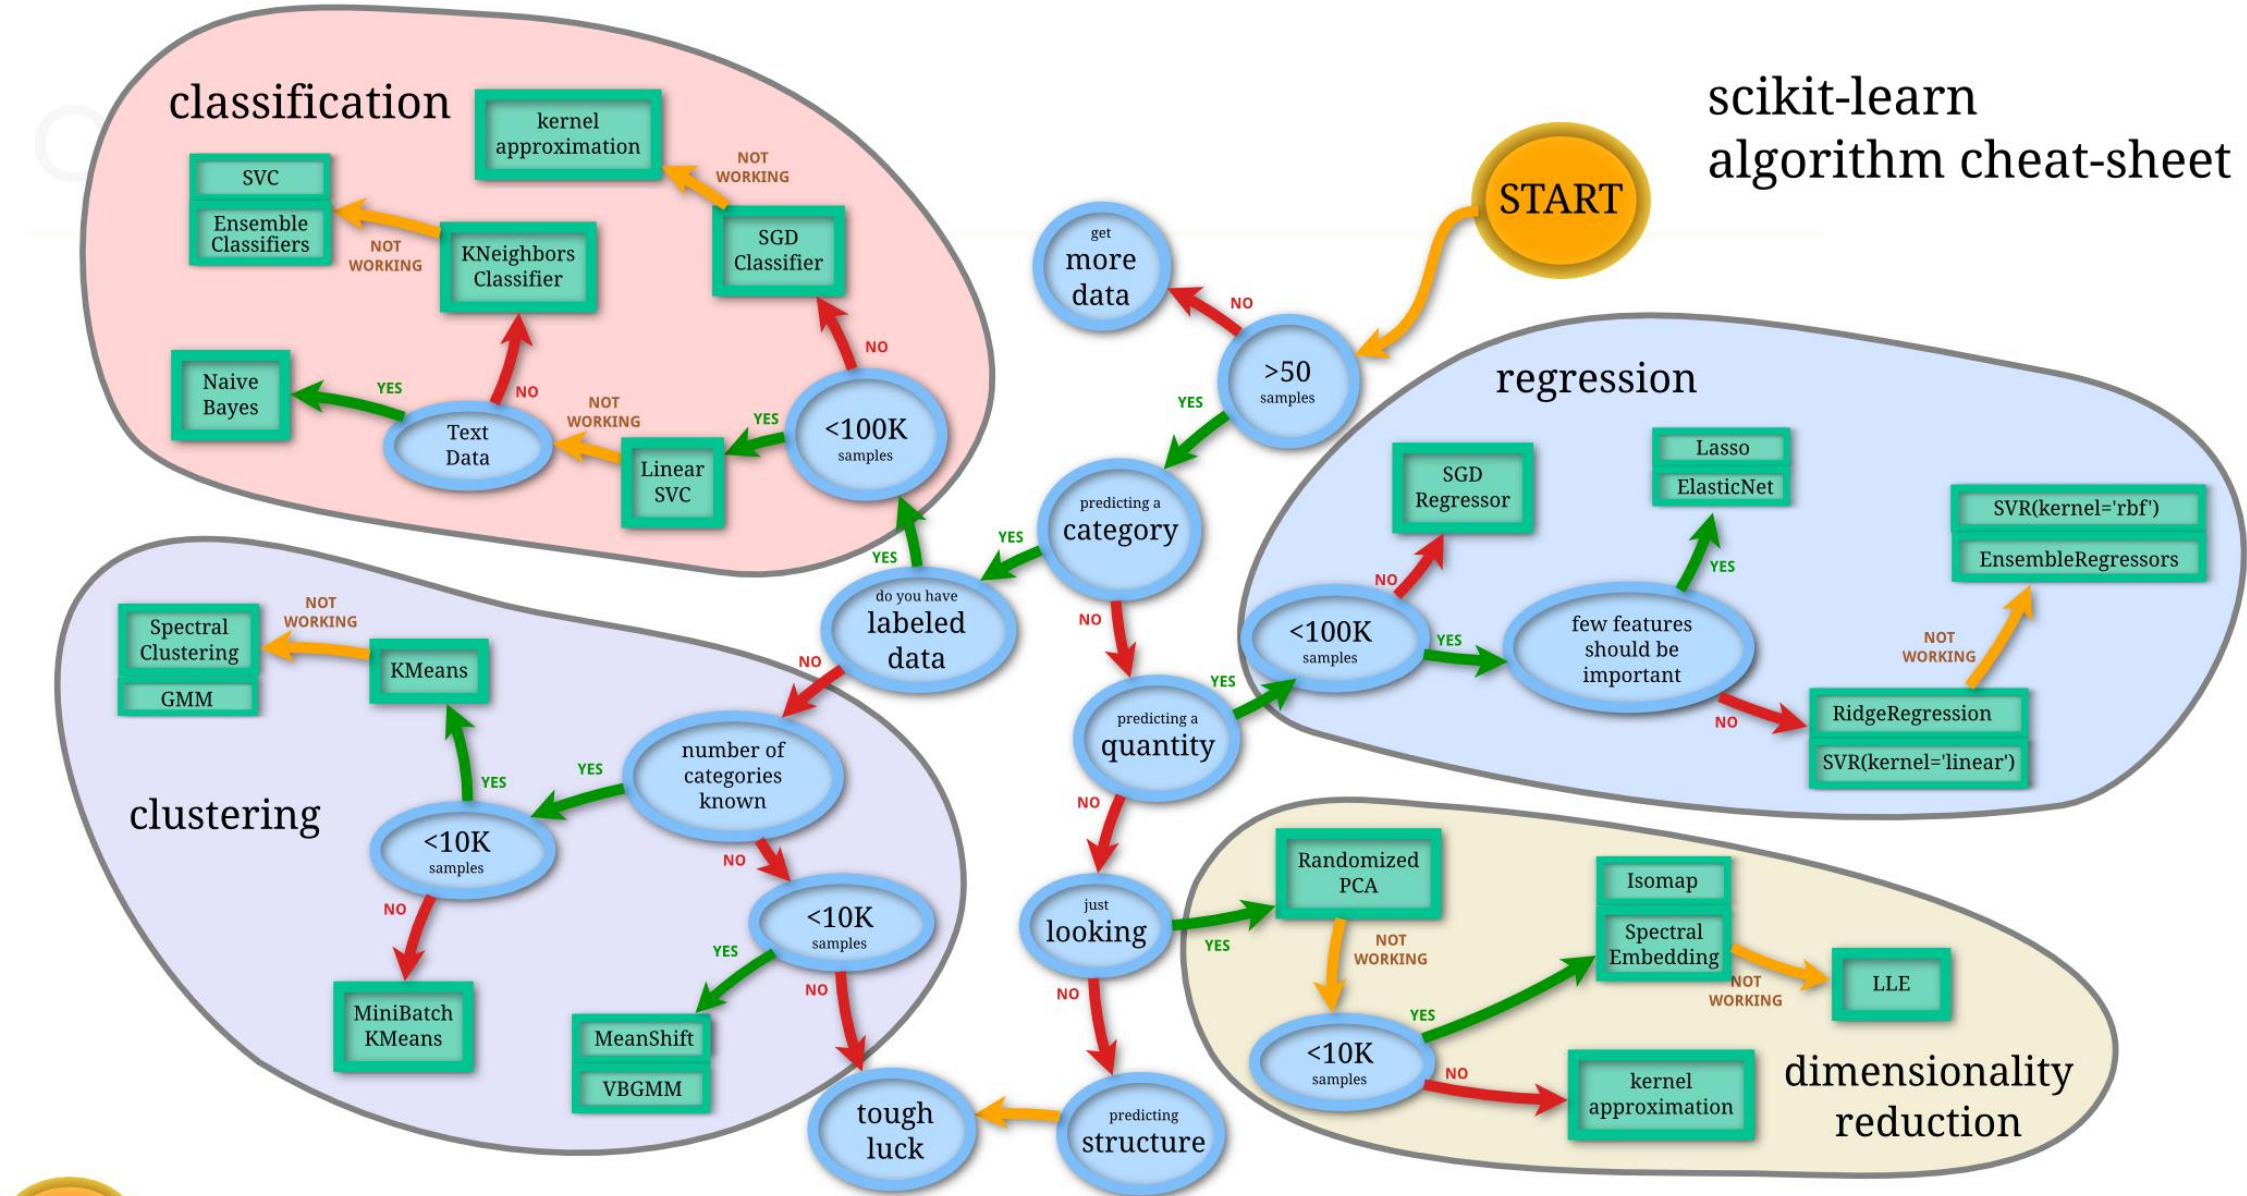 scikit-learn
algorithm cheat-sheet
START
get
more
data
NO
>50
samples
YES
predicting a
category
YES
NO
do you have
labeled
data
YES
NO
predicting a
quantity
YES
NO
just
looking
YES
NO
predicting
structure
tough
luck
classification
kernel
approximation
NOT
WORKING
SVC
Ensemble
Classifiers
NOT
WORKING
KNeighbors
Classifier
SGD
Classifier
NO
Naive
Bayes
YES
NO
Text
Data
NOT
WORKING
Linear
SVC
YES
<100K
samples
regression
SGD
Regressor
NO
<100K
samples
YES
Lasso
ElasticNet
YES
few features
should be
important
NO
SVR(kernel='rbf')
EnsembleRegressors
NOT
WORKING
RidgeRegression
SVR(kernel='linear')
clustering
Spectral
Clustering
GMM
NOT
WORKING
KMeans
YES
<10K
samples
NO
MiniBatch
KMeans
YES
number of
categories
known
NO
<10K
samples
YES
NO
MeanShift
VBGMM
dimensionality
reduction
Randomized
PCA
NOT
WORKING
<10K
samples
YES
NO
Isomap
Spectral
Embedding
NOT
WORKING
LLE
kernel
approximation